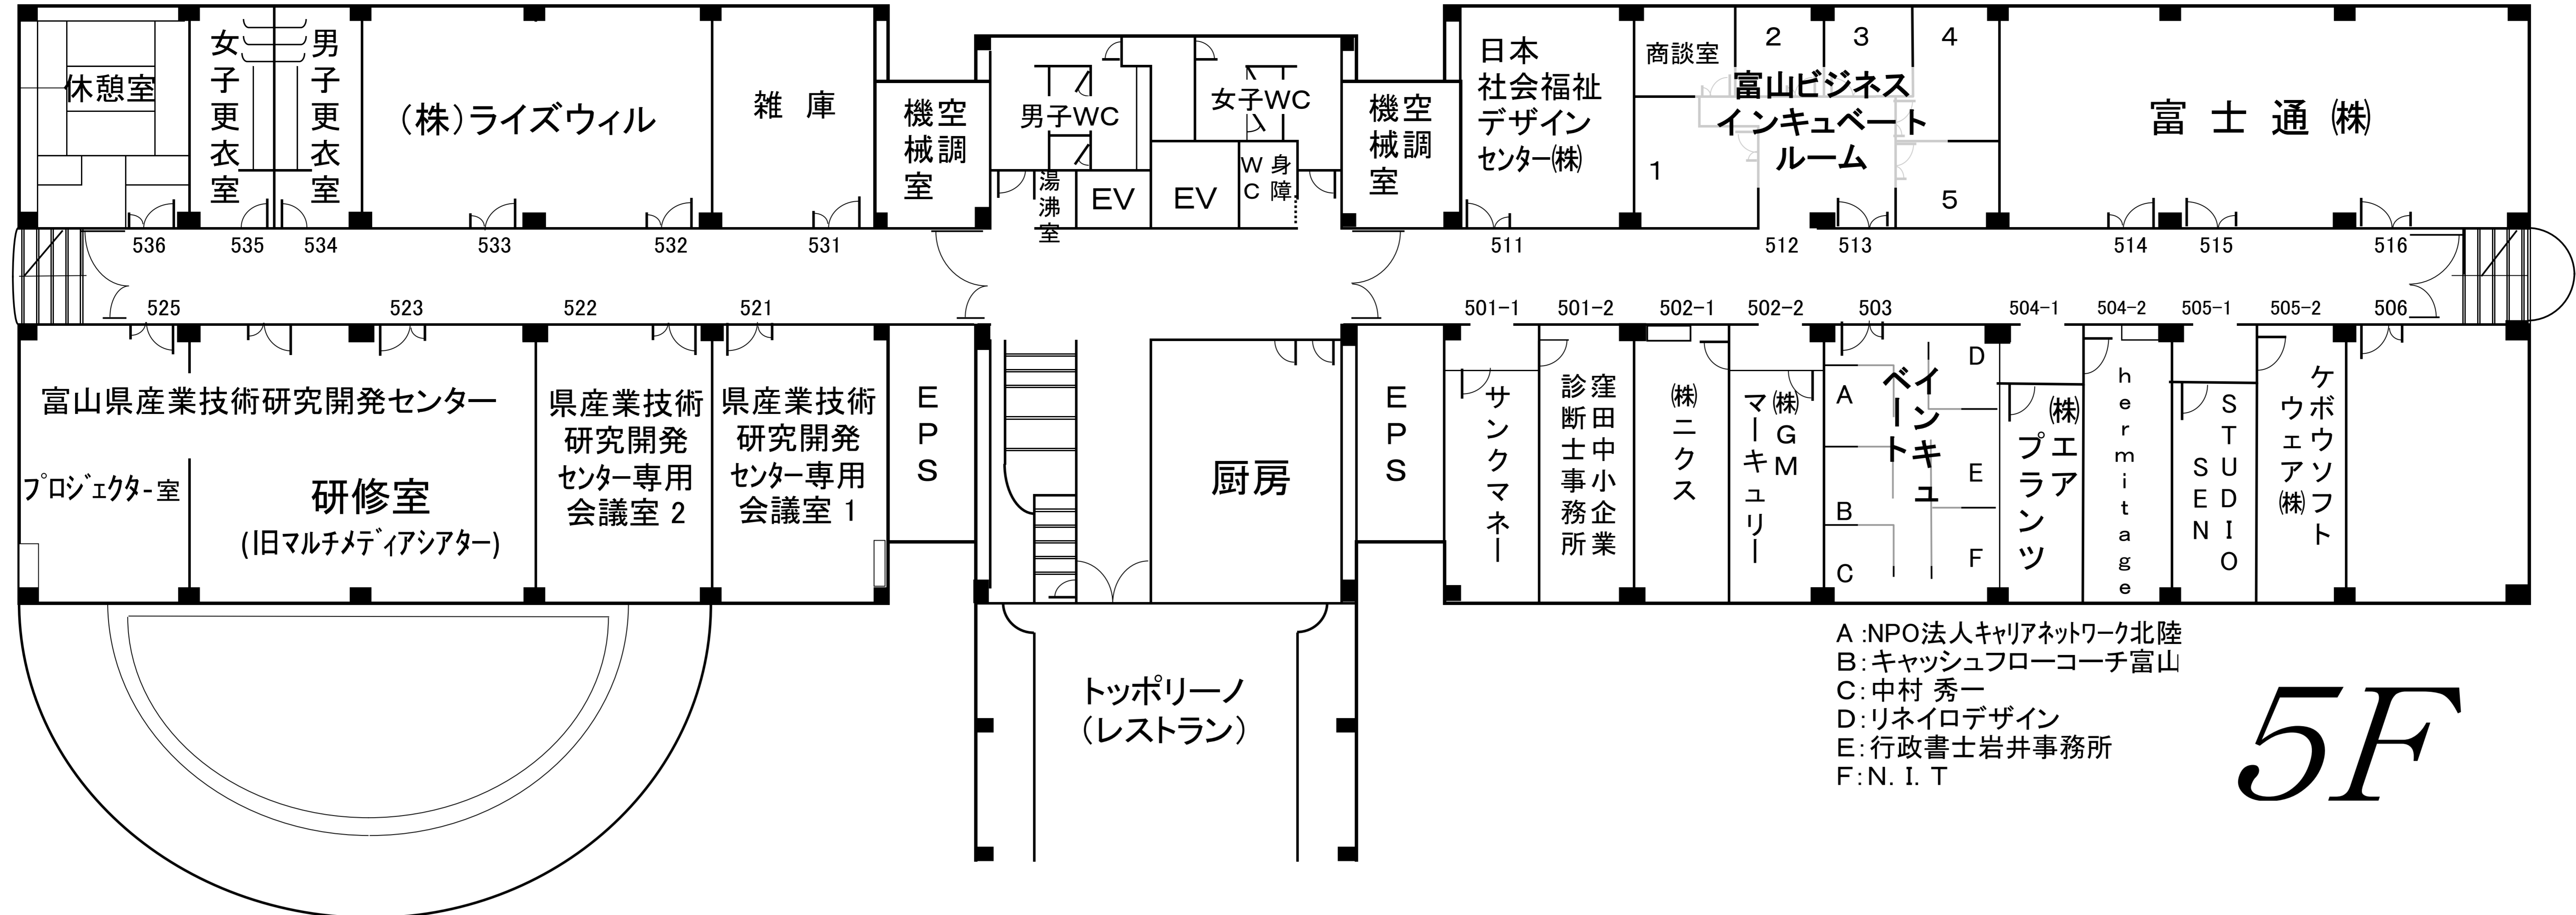 休憩室
女子更衣室
男子更衣室
(株)ライズウィル
雑 庫
空調
機械室
男子WC
女子WC
湯沸室
EV
EV
身障
WC
空調
機械室
日本
社会福祉
デザイン
センター㈱
商談室
1
2
3
4
5
富山ビジネス
インキュベート
ルーム
富 士 通 ㈱
536
535
534
533
532
531
511
512
513
514
515
516
525
523
522
521
501-1
501-2
502-1
502-2
503
504-1
504-2
505-1
505-2
506
富山県産業技術研究開発センター
プロジェクター室
研修室
(旧マルチメディアシアター)
県産業技術
研究開発
センター専用
会議室 2
県産業技術
研究開発
センター専用
会議室 1
EPS
厨房
EPS
サンクマネー
窪田中小企業
診断士事務所
㈱ニクス
㈱GM
マーキュリー
インキュ
ベート
A
B
C
D
E
F
㈱エア
プランツ
hermitage
STUDIO
SEN
ケボウソフト
ウェア㈱
トッポリーノ
(レストラン)
A:NPO法人キャリアネットワーク北陸
B:キャッシュフローコーチ富山
C:中村 秀一
D:リネイロデザイン
E:行政書士岩井事務所
F:N.I.T
5F